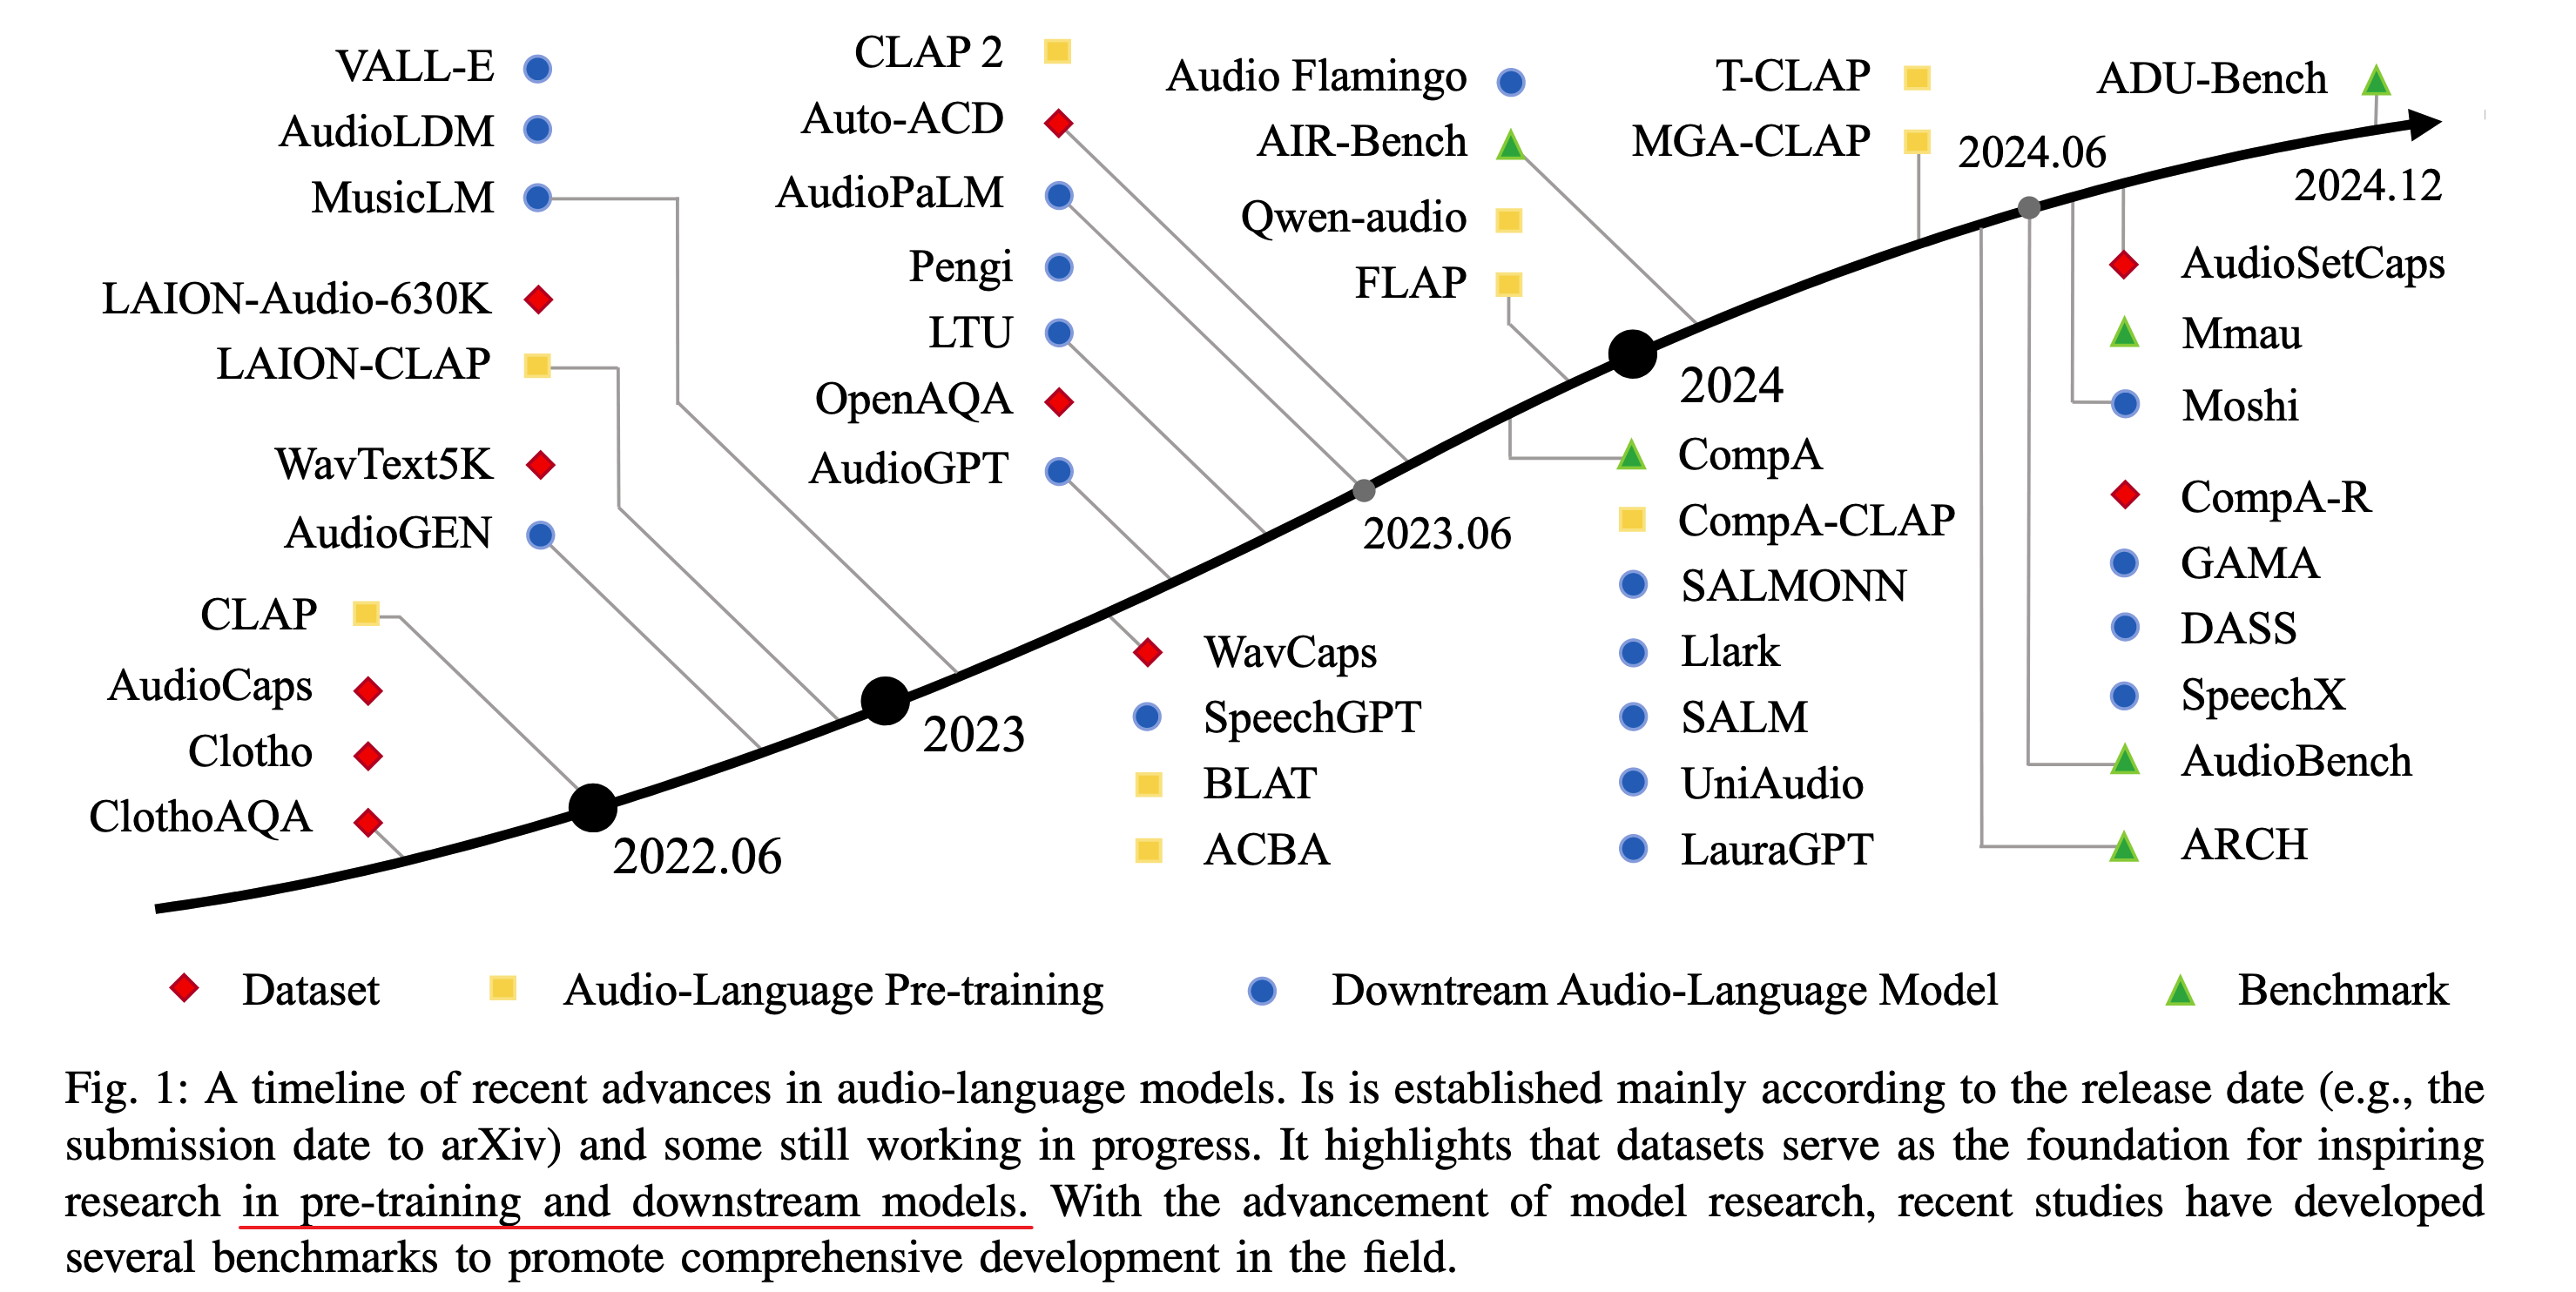 VALL-E
AudioLDM
MusicLM
LAION-Audio-630K
LAION-CLAP
WavText5K
AudioGEN
CLAP
AudioCaps
Clotho
ClothoAQA
2022.06
2023
CLAP 2
Auto-ACD
AudioPaLM
Pengi
LTU
OpenAQA
AudioGPT
WavCaps
SpeechGPT
BLAT
ACBA
2023.06
Audio Flamingo
AIR-Bench
Qwen-audio
FLAP
2024
CompA
CompA-CLAP
SALMONN
Llark
SALM
UniAudio
LauraGPT
T-CLAP
MGA-CLAP
2024.06
ADU-Bench
2024.12
AudioSetCaps
Mmau
Moshi
CompA-R
GAMA
DASS
SpeechX
AudioBench
ARCH
Dataset
Audio-Language Pre-training
Downtream Audio-Language Model
Benchmark
Fig. 1: A timeline of recent advances in audio-language models. Is is established mainly according to the release date (e.g., the
submission date to arXiv) and some still working in progress. It highlights that datasets serve as the foundation for inspiring
research in pre-training and downstream models. With the advancement of model research, recent studies have developed
several benchmarks to promote comprehensive development in the field.